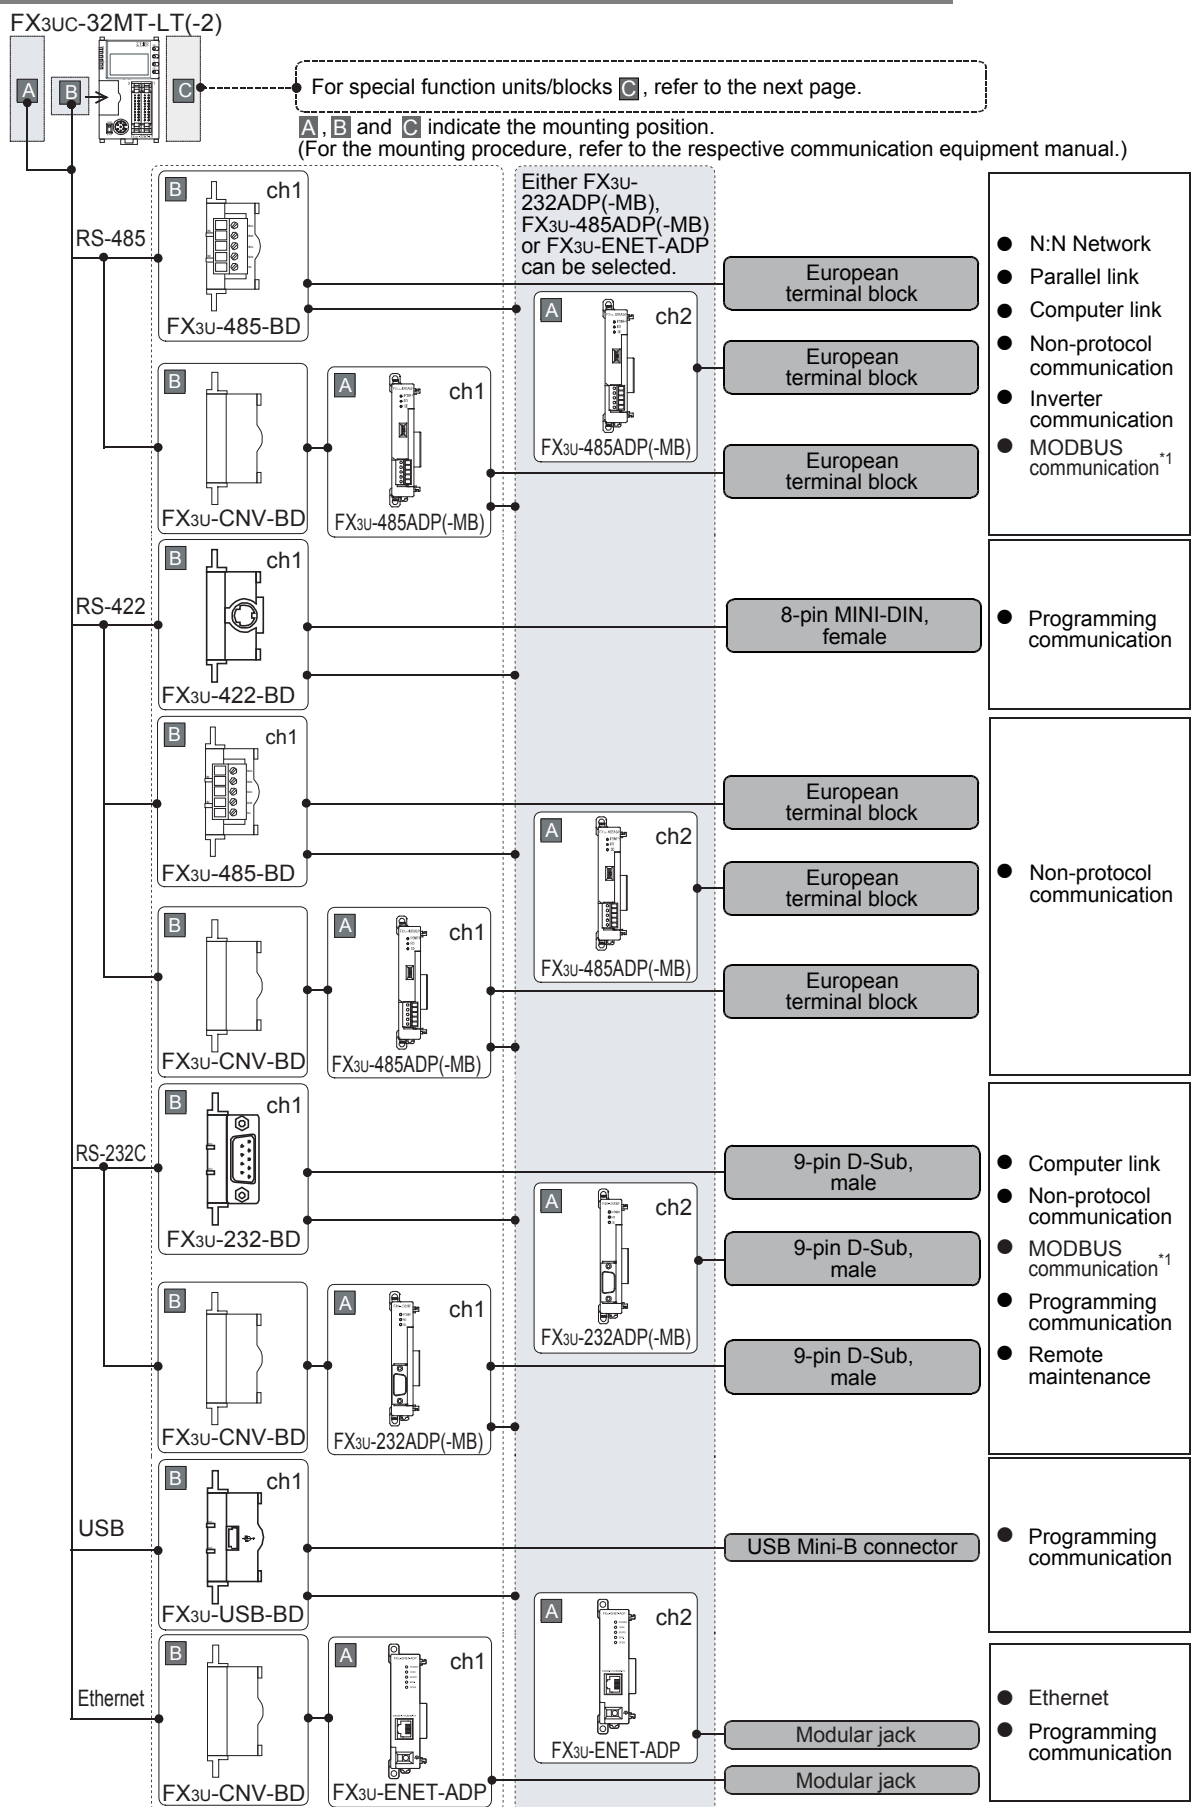 FX3UC-32MT-LT(-2)
A
B
C
For special function units/blocks C , refer to the next page.
A , B and C indicate the mounting position.
(For the mounting procedure, refer to the respective communication equipment manual.)
RS-485
B
ch1
FX3U-485-BD
Either FX3U-
232ADP(-MB),
FX3U-485ADP(-MB)
or FX3U-ENET-ADP
can be selected.
European
terminal block
A
ch2
FX3U-485ADP(-MB)
European
terminal block
B
FX3U-CNV-BD
A
ch1
FX3U-485ADP(-MB)
European
terminal block
● N:N Network
● Parallel link
● Computer link
● Non-protocol
communication
● Inverter
communication
● MODBUS
communication*1
RS-422
B
ch1
FX3U-422-BD
8-pin MINI-DIN,
female
● Programming
communication
B
ch1
FX3U-485-BD
European
terminal block
A
ch2
FX3U-485ADP(-MB)
European
terminal block
B
FX3U-CNV-BD
A
ch1
FX3U-485ADP(-MB)
European
terminal block
● Non-protocol
communication
RS-232C
B
ch1
FX3U-232-BD
9-pin D-Sub,
male
A
ch2
FX3U-232ADP(-MB)
9-pin D-Sub,
male
B
FX3U-CNV-BD
A
ch1
FX3U-232ADP(-MB)
9-pin D-Sub,
male
● Computer link
● Non-protocol
communication
● MODBUS
communication*1
● Programming
communication
● Remote
maintenance
USB
B
ch1
FX3U-USB-BD
USB Mini-B connector
● Programming
communication
A
ch2
FX3U-ENET-ADP
Modular jack
Ethernet
B
FX3U-CNV-BD
A
ch1
FX3U-ENET-ADP
Modular jack
● Ethernet
● Programming
communication